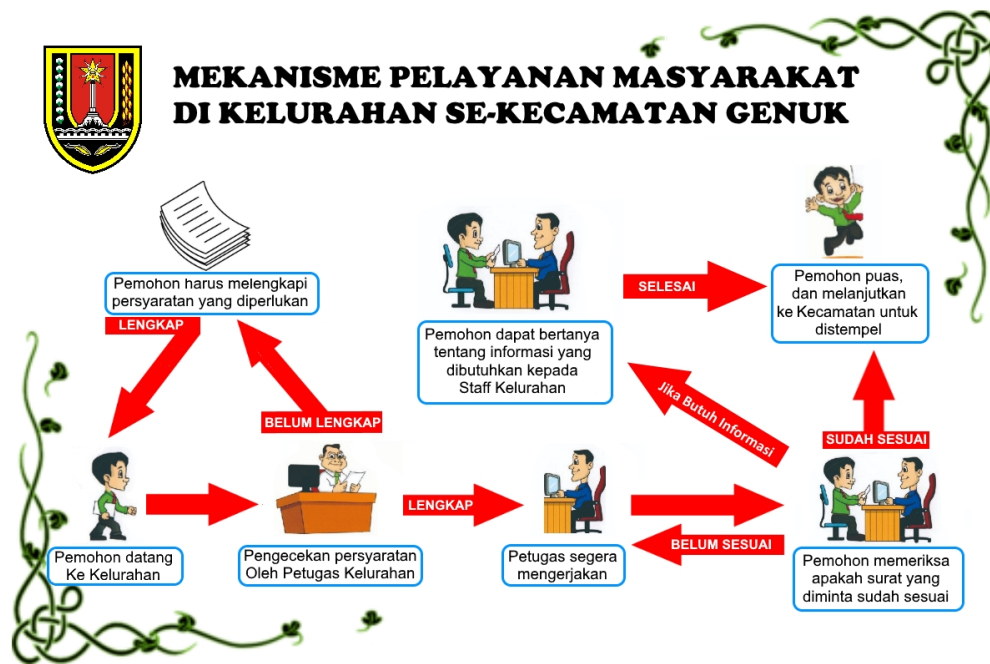 MEKANISME PELAYANAN MASYARAKAT
DI KELURAHAN SE-KECAMATAN GENUK
Pemohon harus melengkapi
persyaratan yang diperlukan
LENGKAP
BELUM LENGKAP
Pemohon datang
Ke Kelurahan
Pengecekan persyaratan
Oleh Petugas Kelurahan
LENGKAP
Petugas segera
mengerjakan
BELUM SESUAI
Pemohon memeriksa
apakah surat yang
diminta sudah sesuai
Jika Butuh Informasi
Pemohon dapat bertanya
tentang informasi yang
dibutuhkan kepada
Staff Kelurahan
SELESAI
SUDAH SESUAI
Pemohon puas,
dan melanjutkan
ke Kecamatan untuk
distempel